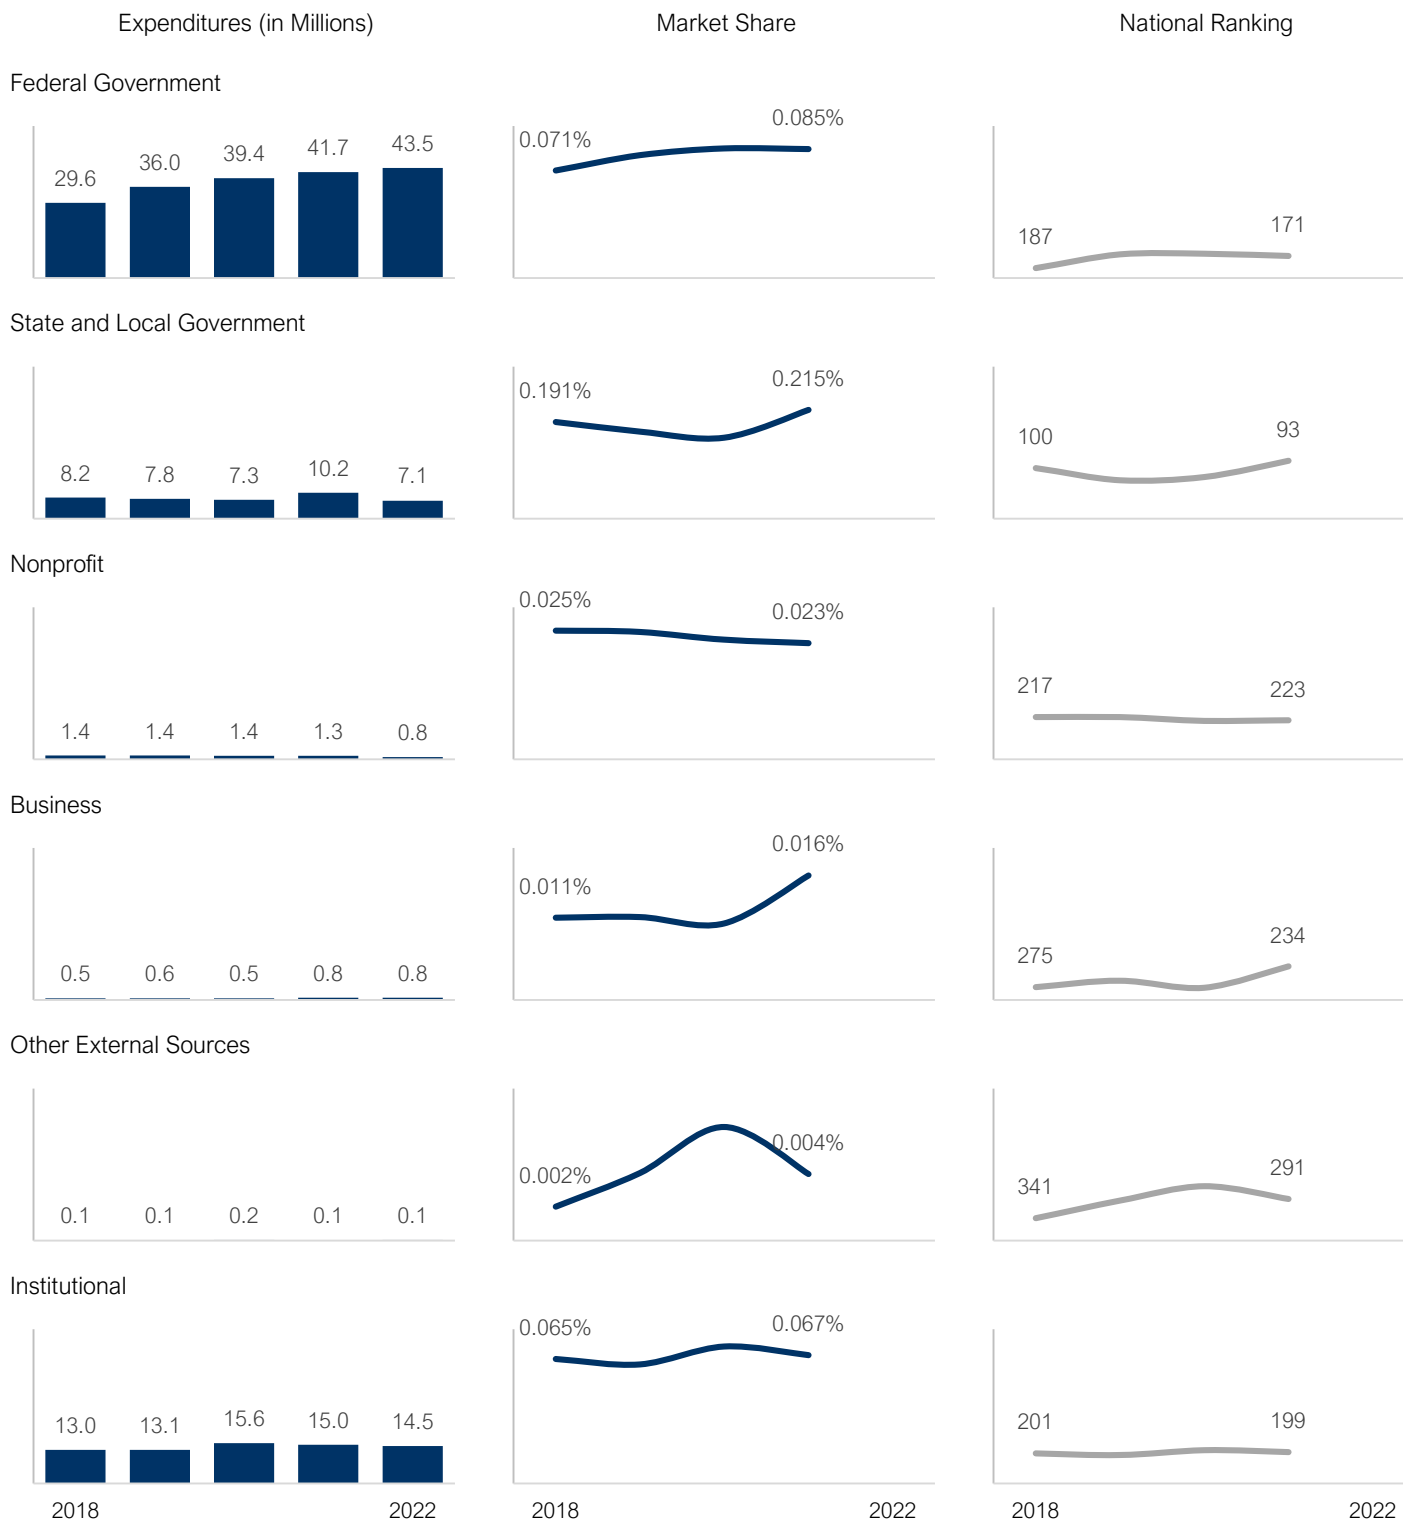 Expenditures (in Millions) Market Share National Ranking
Federal Government
29.6 36.0 39.4 41.7 43.5 0.071% 0.085% 187 171
State and Local Government
8.2 7.8 7.3 10.2 7.1 0.191% 0.215% 100 93
Nonprofit
1.4 1.4 1.4 1.3 0.8 0.025% 0.023% 217 223
Business
0.5 0.6 0.5 0.8 0.8 0.011% 0.016% 275 234
Other External Sources
0.1 0.1 0.2 0.1 0.1 0.002% 0.004% 341 291
Institutional
13.0 13.1 15.6 15.0 14.5 0.065% 0.067% 201 199
2018 2022 2018 2022 2018 2022